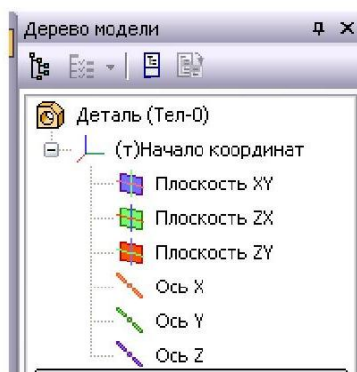 Дерево модели
Деталь (Тел-0)
(т)Начало координат
Плоскость XY
Плоскость ZX
Плоскость ZY
Ось X
Ось Y
Ось Z